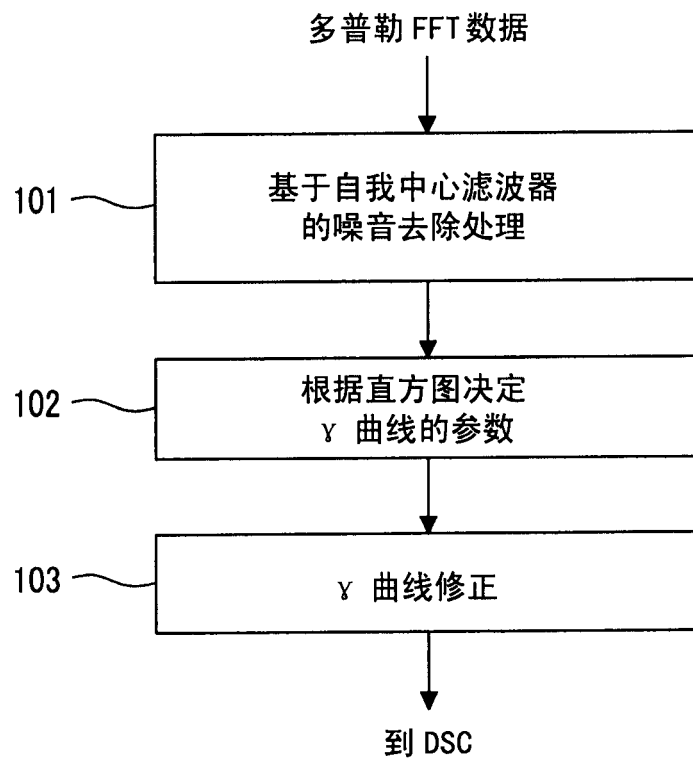 多普勒 FFT 数据
101
基于自我中心滤波器
的噪音去除处理
102
根据直方图决定
γ 曲线的参数
103
γ 曲线修正
到 DSC